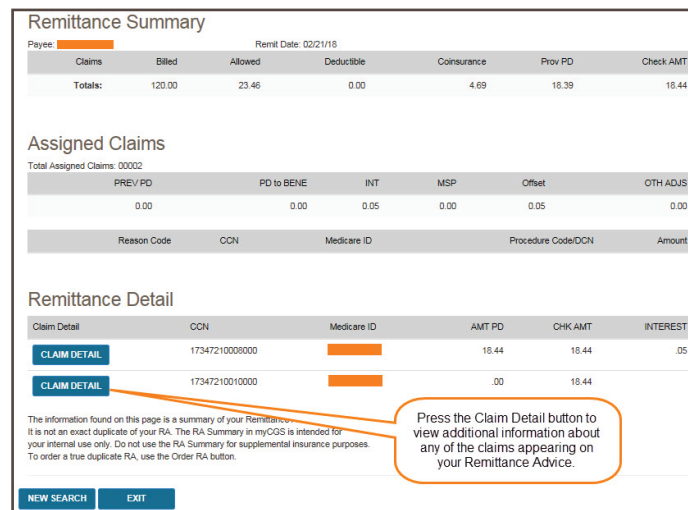 Remittance Summary
Payee: Remit Date: 02/21/18
Claims Billed Allowed Deductible Coinsurance Prov PD Check AMT
Totals: 120.00 23.46 0.00 4.69 18.39 18.44
Assigned Claims
Total Assigned Claims: 00002
PREV PD PD to BENE INT MSP Offset OTH ADJS
0.00 0.00 0.05 0.00 0.05 0.00
Reason Code CCN Medicare ID Procedure Code/DCN Amount
Remittance Detail
Claim Detail CCN Medicare ID AMT PD CHK AMT INTEREST
CLAIM DETAIL 17347210008000 18.44 18.44 .05
CLAIM DETAIL 17347210010000 .00 18.44
The information found on this page is a summary of your Remittance
It is not an exact duplicate of your RA. The RA Summary in myCGS is intended for
your internal use only. Do not use the RA Summary for supplemental insurance purposes.
To order a true duplicate RA, use the Order RA button.
Press the Claim Detail button to
view additional information about
any of the claims appearing on
your Remittance Advice.
NEW SEARCH EXIT